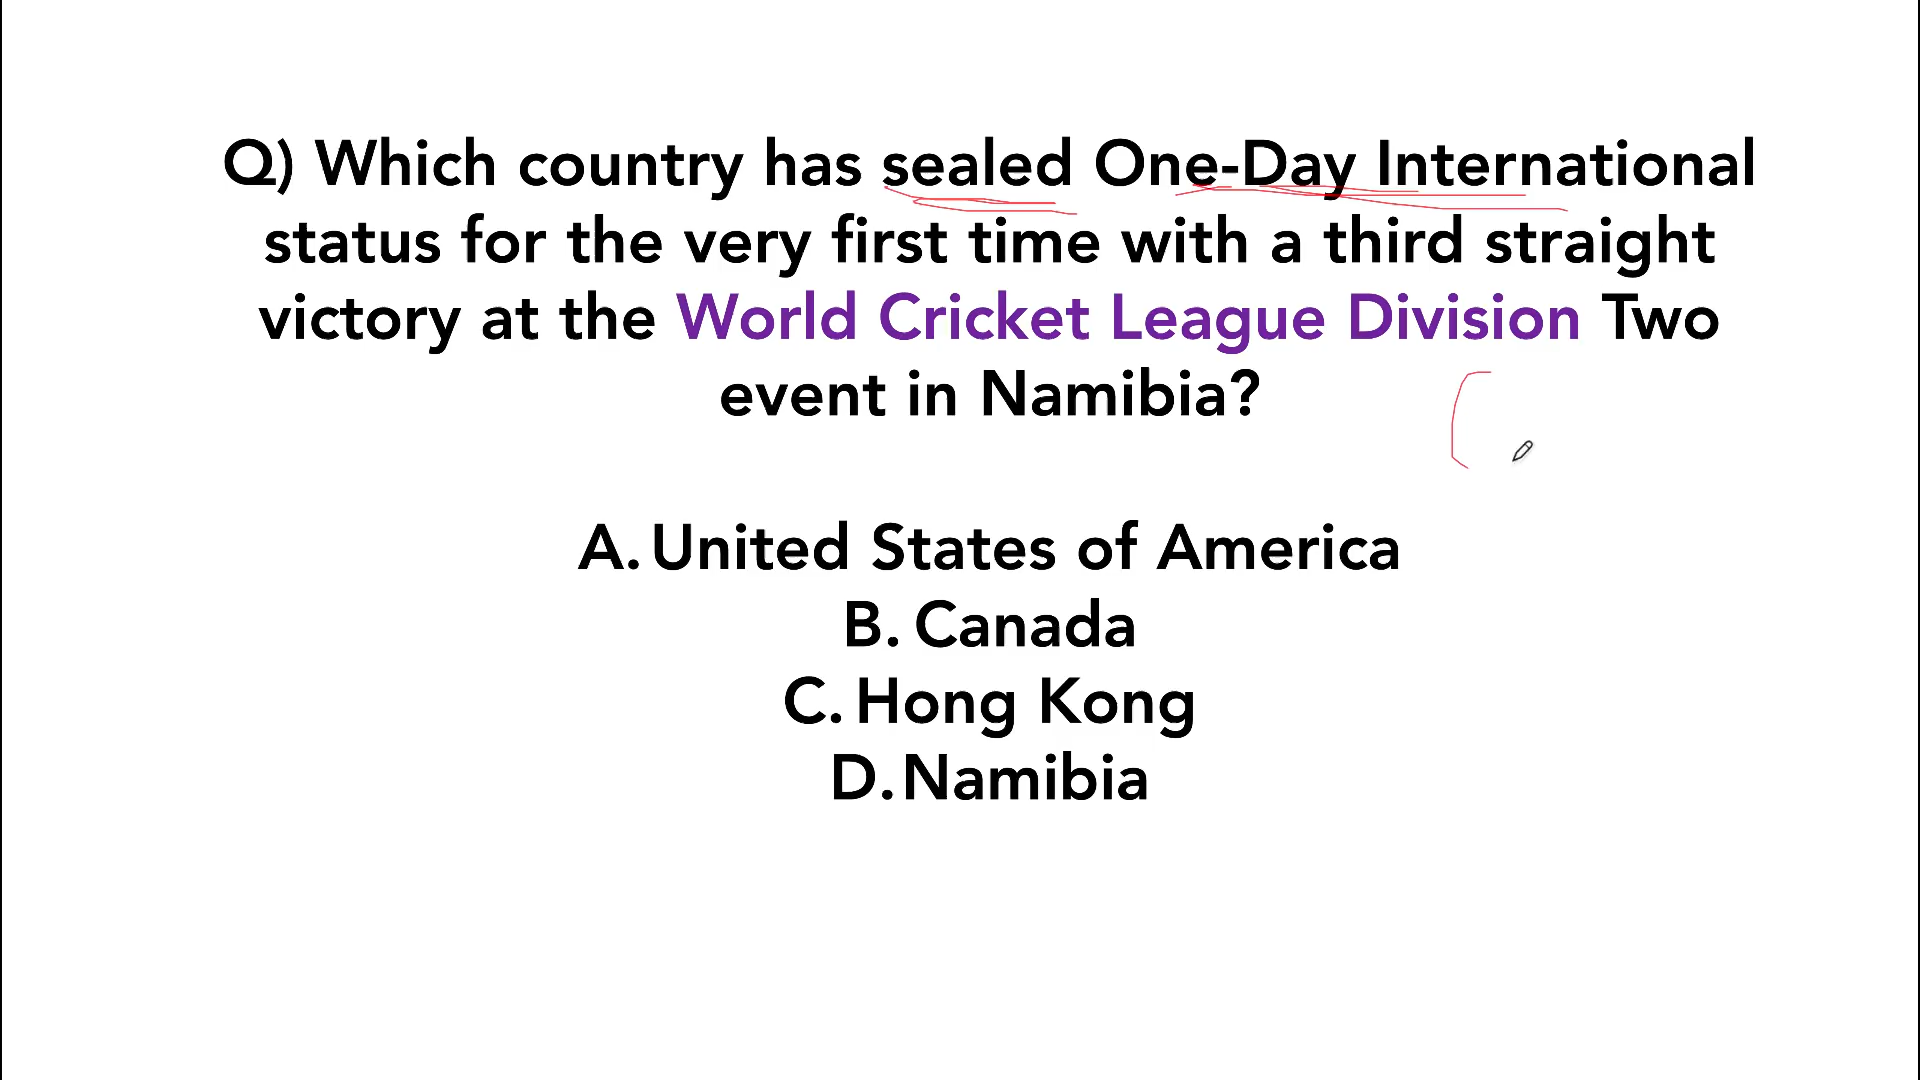 Q) Which country has sealed One-Day International
status for the very first time with a third straight
victory at the World Cricket League Division Two
event in Namibia?
A. United States of America
B. Canada
C. Hong Kong
D. Namibia